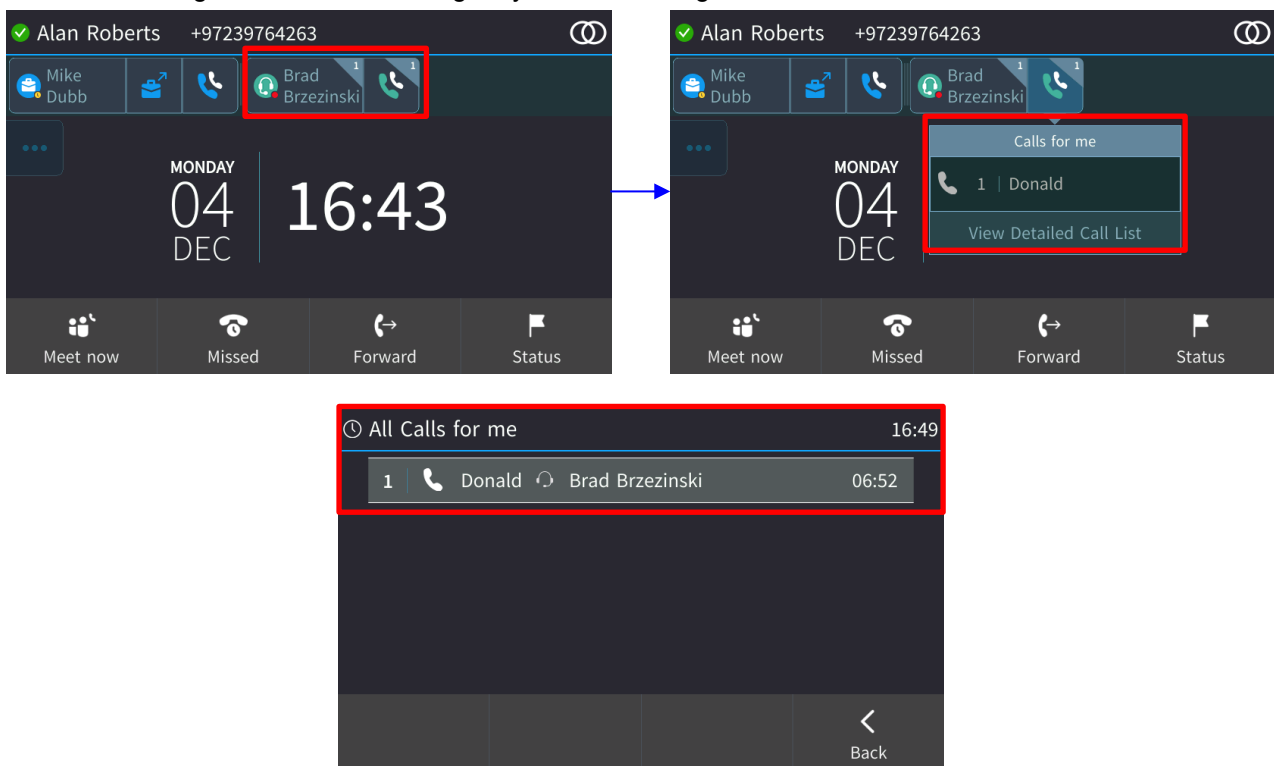 Alan Roberts +97239764263
Mike
Dubb
Brad
Brzezinski
1
1
MONDAY
04
DEC
16:43
Meet now
Missed
Forward
Status
Alan Roberts +97239764263
Mike
Dubb
Brad
Brzezinski
1
1
Calls for me
1 | Donald
View Detailed Call List
MONDAY
04
DEC
Meet now
Missed
Forward
Status
All Calls for me 16:49
1 Donald Brad Brzezinski 06:52
Back